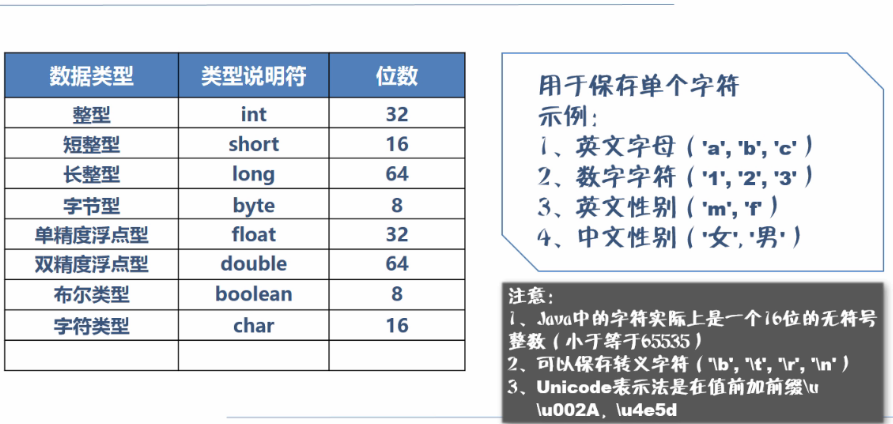 数据类型 类型说明符 位数
整型 int 32
短整型 short 16
长整型 long 64
字节型 byte 8
单精度浮点型 float 32
双精度浮点型 double 64
布尔类型 boolean 8
字符类型 char 16
用于保存单个字符
示例：
1、英文字母（'a', 'b', 'c'）
2、数字字符（'1', '2', '3'）
3、英文性别（'m', 'f'）
4、中文性别（'女', '男'）
注意：
1、Java中的字符实际上是一个16位的无符号
整数（小于等于65535）
2、可以保存转义字符（'\b', '\t', '\r', '\n'）
3、Unicode表示法是在值前加前缀\u
\u002A，\u4e5d